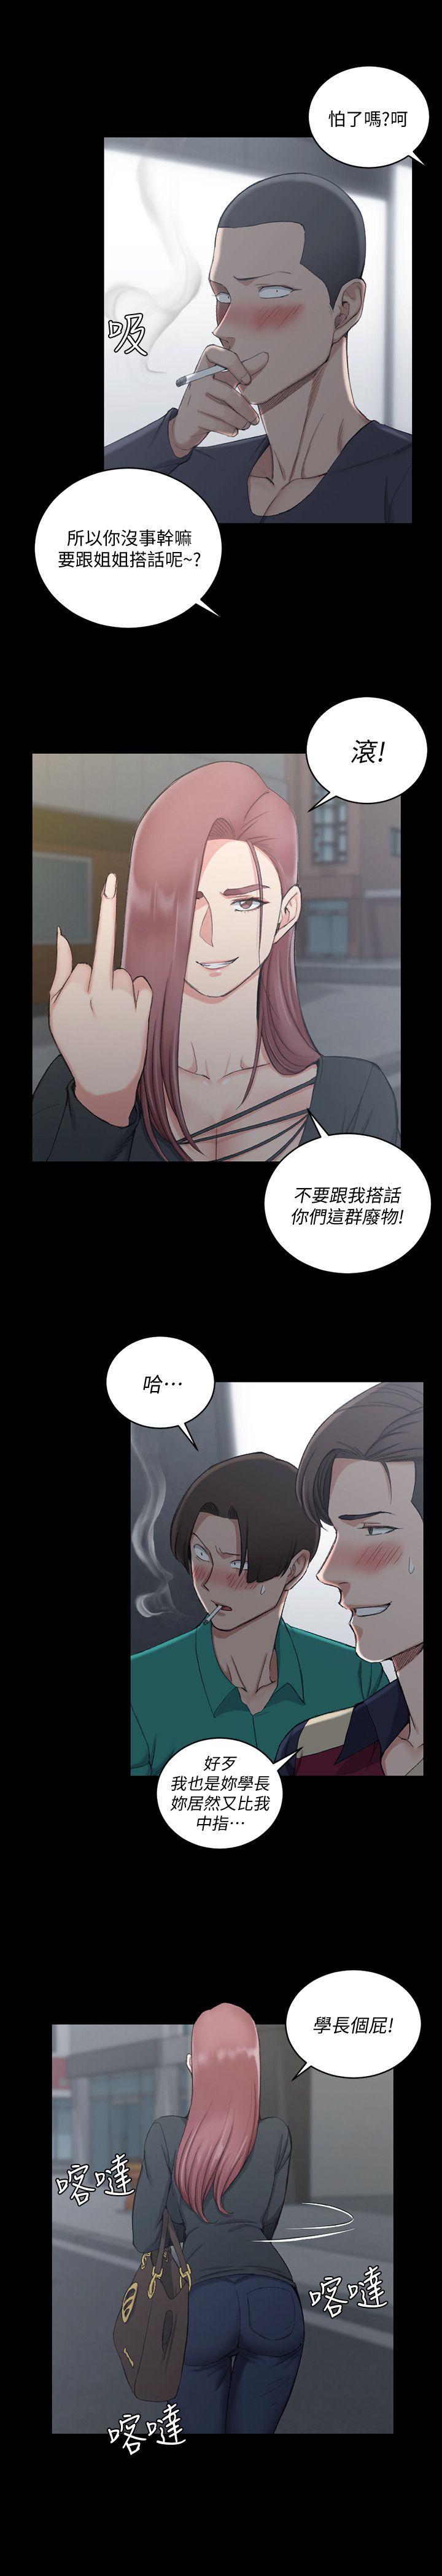 怕了嗎?呵
吸
所以你沒事幹嘛
要跟姐姐搭話呢~?
滾!
不要跟我搭話
你們這群廢物!
哈⋯
好歹
我也是妳學長
妳居然又比我
中指⋯
學長個屁!
喀噠
喀噠
喀噠